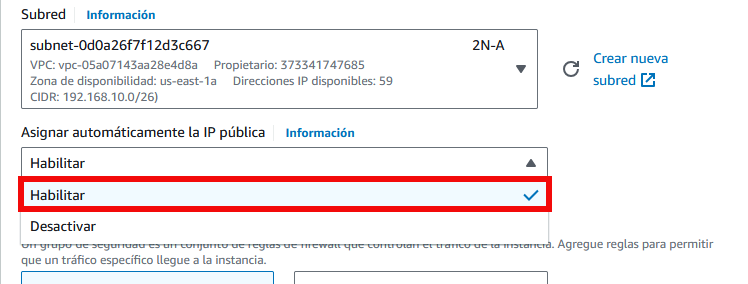 Subred Información
subnet-0d0a26f7f12d3c667 2N-A
VPC: vpc-05a07143aa28e4d8a Propietario: 373341747685
Zona de disponibilidad: us-east-1a Direcciones IP disponibles: 59
CIDR: 192.168.10.0/26)
Crear nueva
subred
Asignar automáticamente la IP pública Información
Habilitar
Habilitar
Desactivar
Un grupo de seguridad es un conjunto de reglas de firewall que controlan el tráfico de la instancia. Agregue reglas para permitir
que un tráfico específico llegue a la instancia.